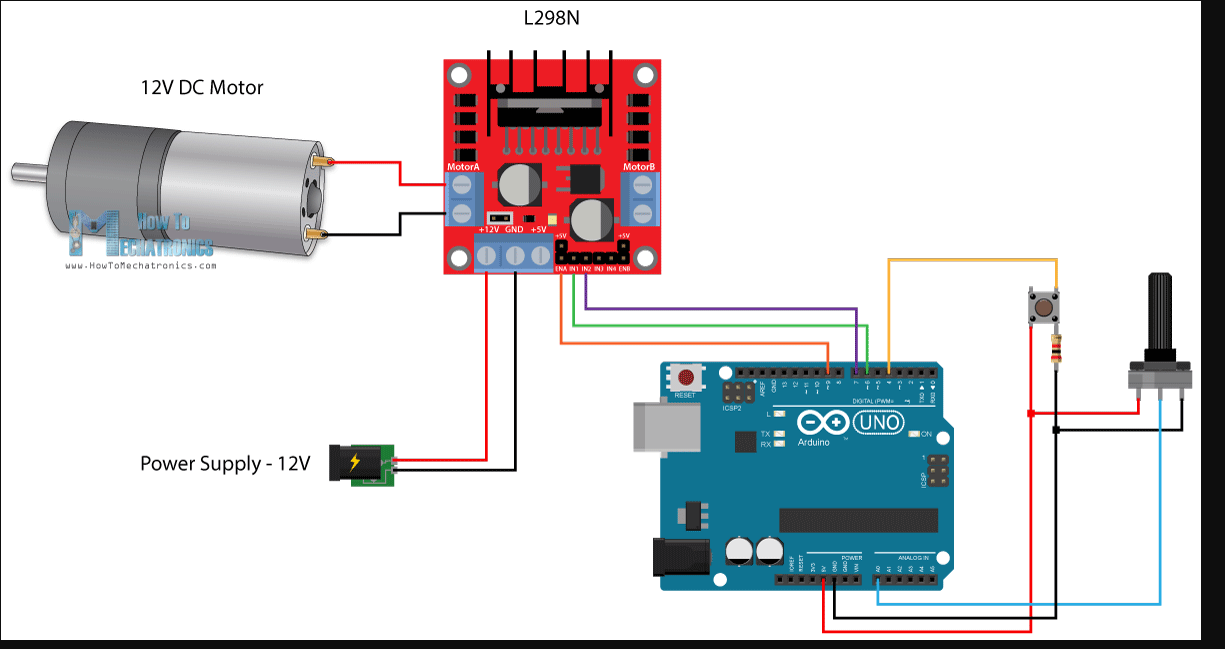 L298N
12V DC Motor
How To
MECHATRONICS
www.HowToMechatronics.com
MotorA
MotorB
+12V GND +5V
+5V
+5V
ENA IN1 IN2 IN3 IN4 ENB
Power Supply - 12V
RESET
ICSP2
AREF
GND
13
12
~11
~10
~9
8
7
~6
~5
4
~3
2
TX0 ▶ 1
RX0 ◀ 0
DIGITAL (PWM~)
L
TX
RX
Arduino
UNO
ON
1
ICSP
POWER
ANALOG IN
IOREF
RESET
3V3
5V
GND
GND
VIN
A0
A1
A2
A3
A4
A5